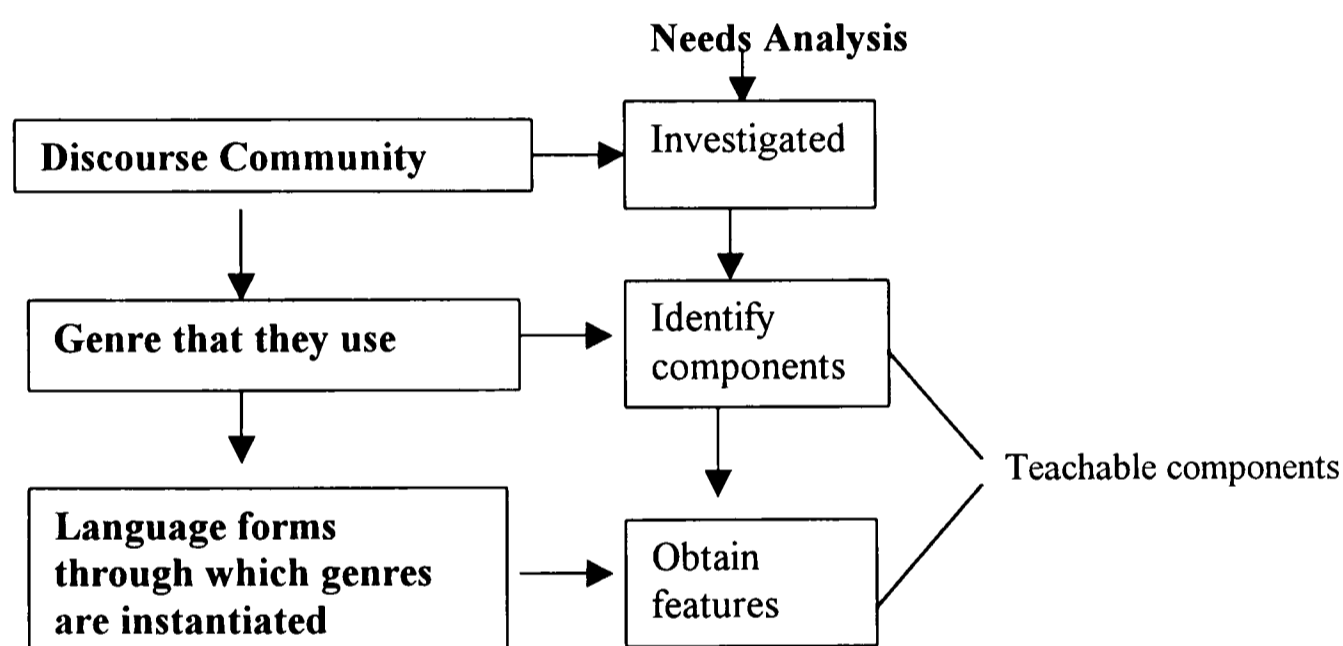 Needs Analysis
Discourse Community
Investigated
Genre that they use
Identify
components
Teachable components
Language forms
through which genres
are instantiated
Obtain
features